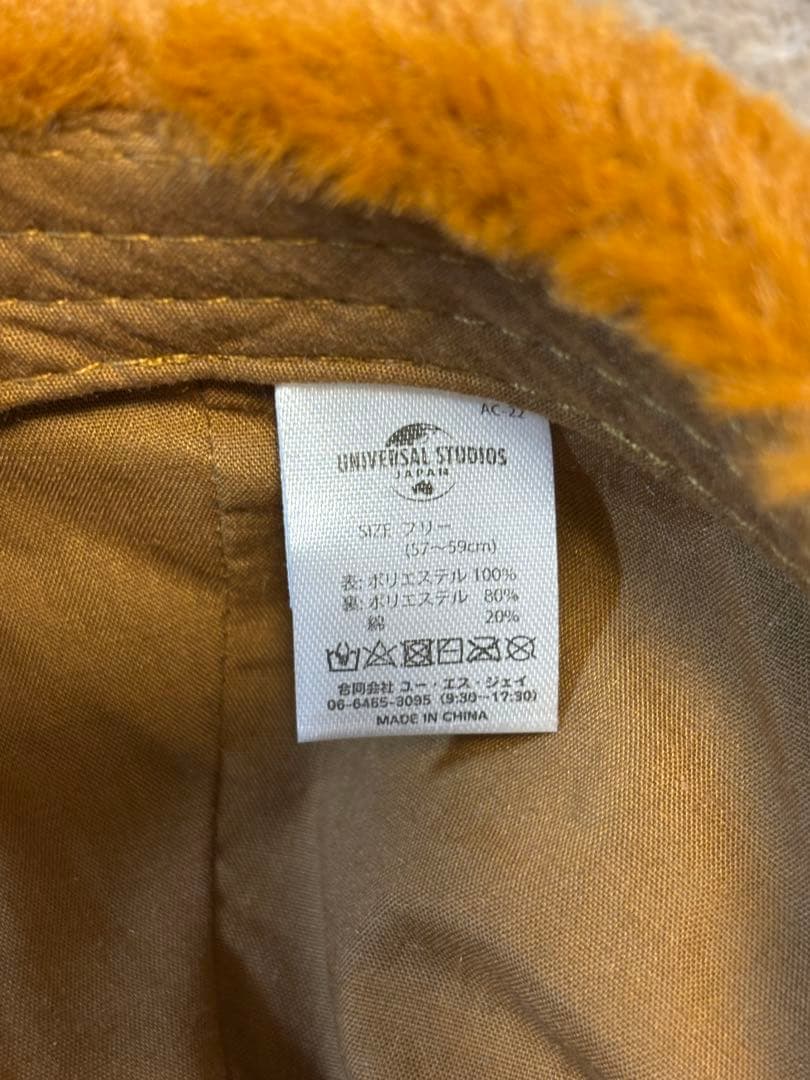 AC-22
UNIVERSAL STUDIOS
JAPAN
SIZE フリー
(57〜59cm)
表: ポリエステル 100%
裏: ポリエステル 80%
綿 20%
合同会社 ユー・エス・ジェイ
06-6465-3095 (9:30〜17:30)
MADE IN CHINA